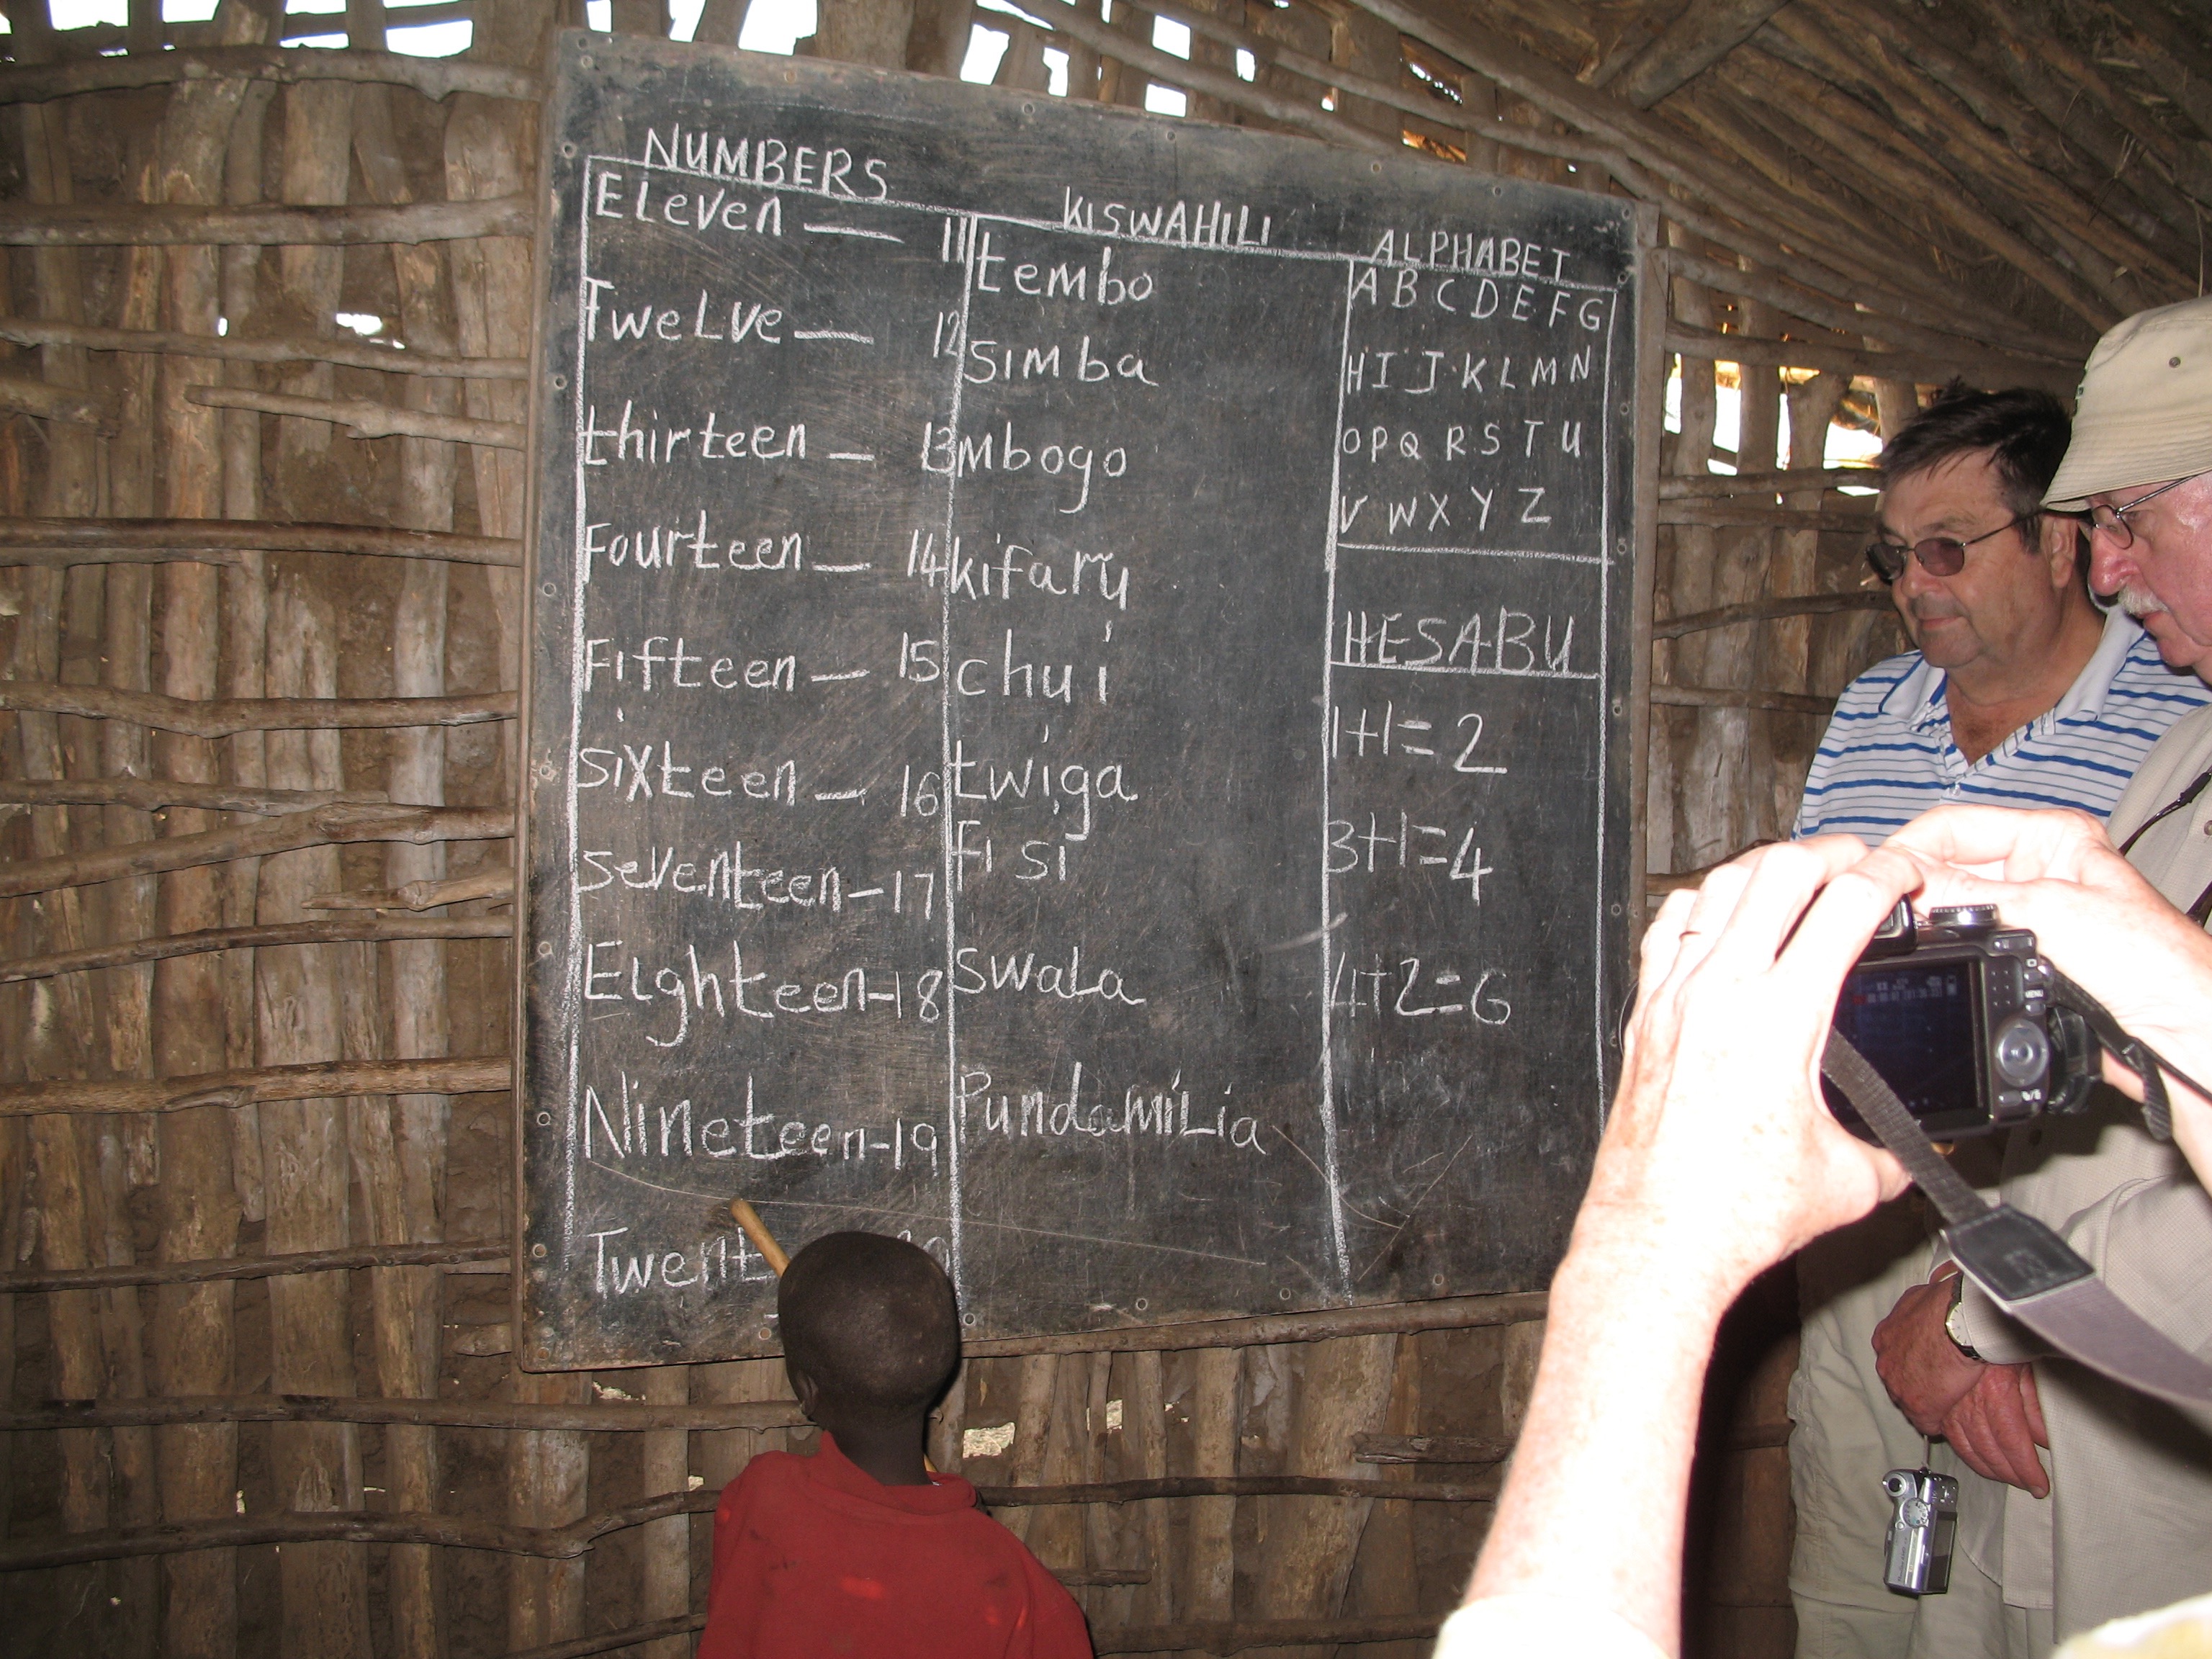 NUMBERS
Eleven — 11
Twelve — 12
thirteen — 13
Fourteen — 14
Fifteen — 15
sixteen — 16
seventeen - 17
Eighteen - 18
Nineteen - 19
KISWAHILI
tembo
simba
Mbogo
kifaru
chui
twiga
Fisi
swala
PundaMiLia
ALPHABET
A B C D E F G
H I J K L M N
O P Q R S T U
V W X Y Z
HESABU
1+1=2
3+1=4
4+2=6
MENU